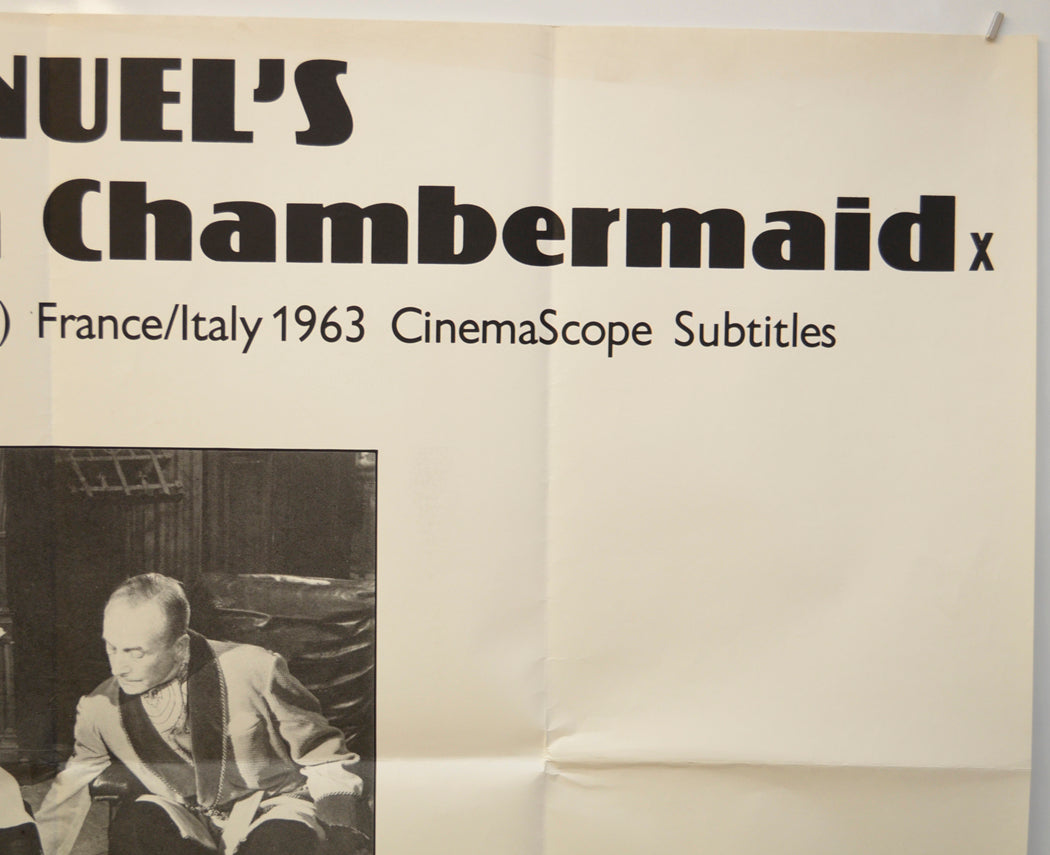 NUEL'S
Chambermaid x
) France/Italy 1963 CinemaScope Subtitles